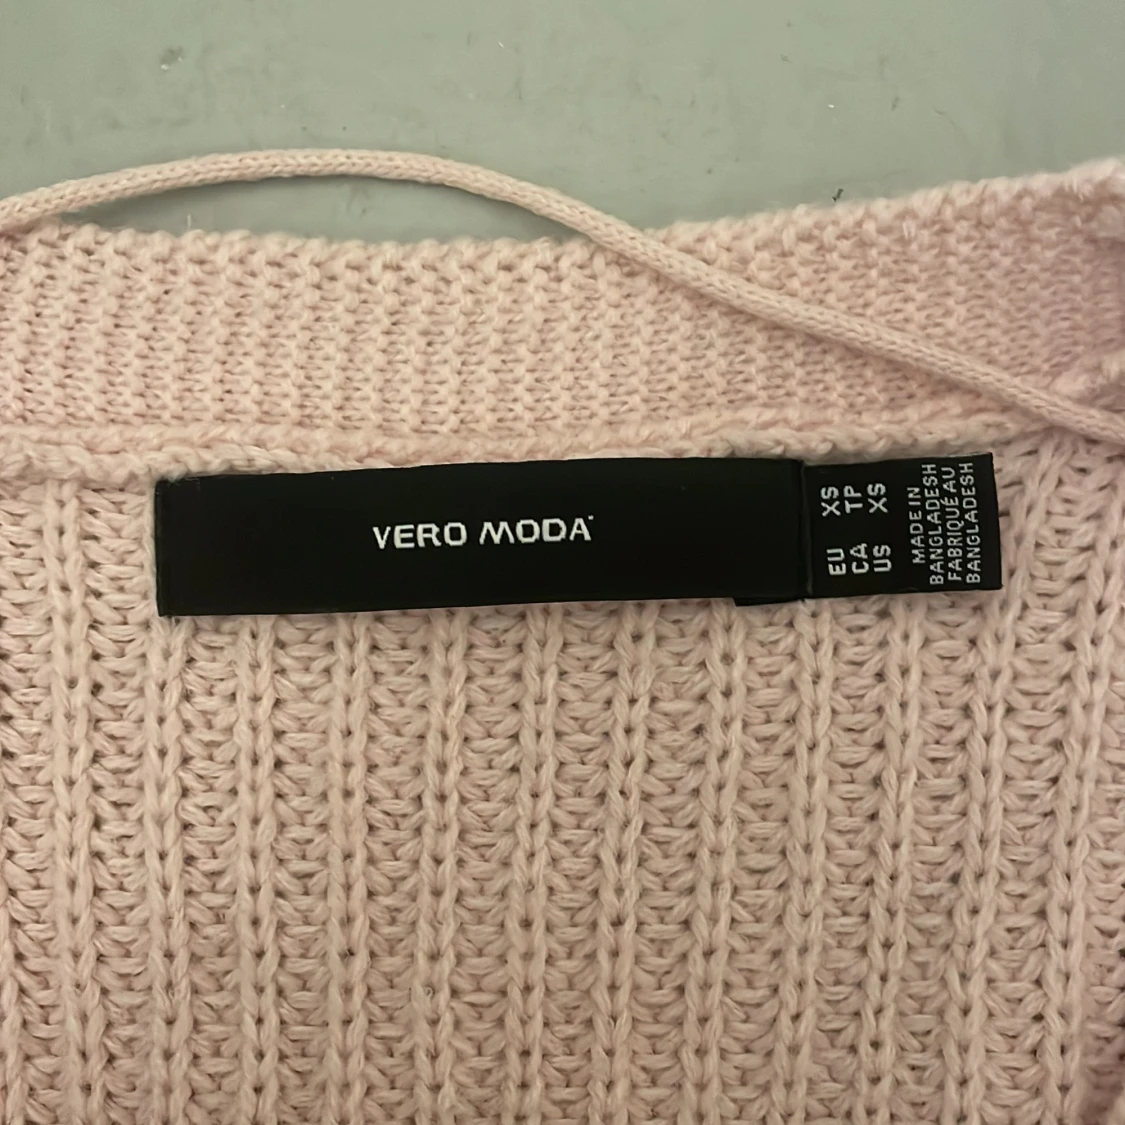 VERO MODA
EU XS
CA TP
US XS
MADE IN
BANGLADESH
FABRIQUÉ AU
BANGLADESH